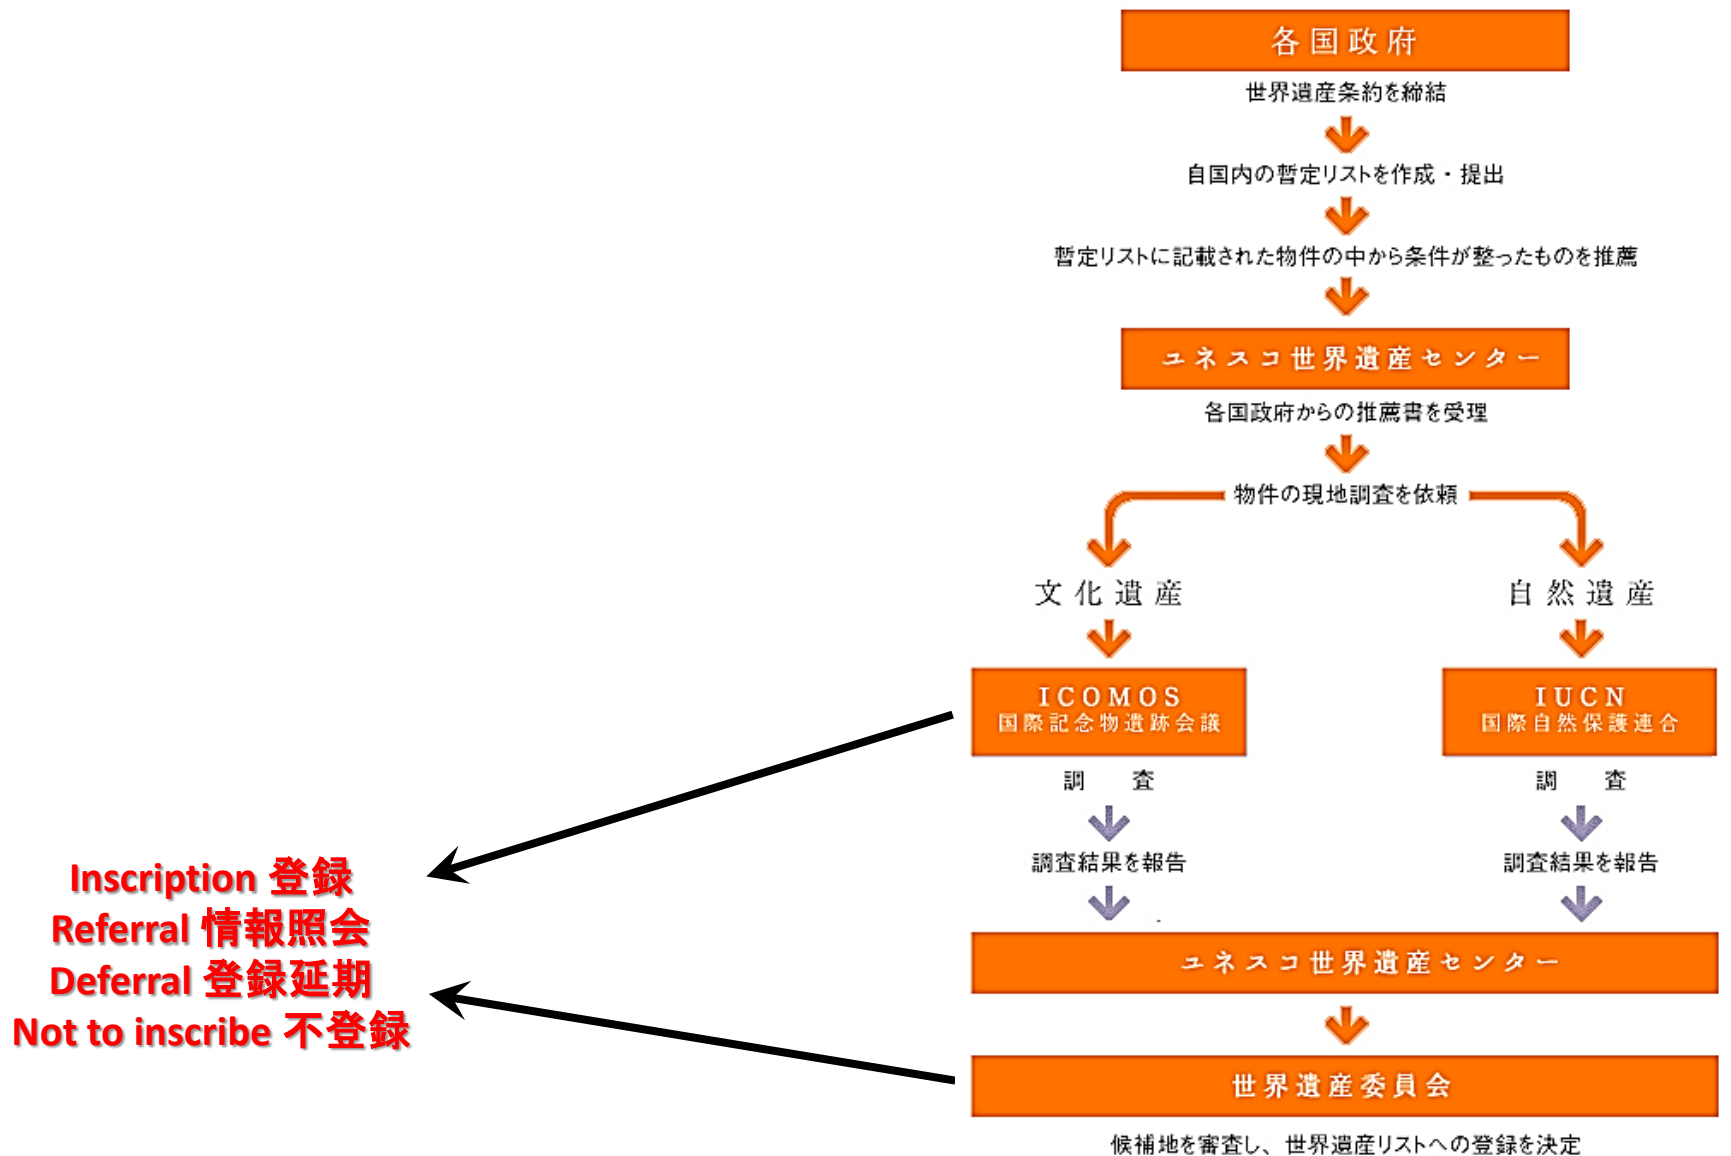 各国政府
世界遺産条約を締結
自国内の暫定リストを作成・提出
暫定リストに記載された物件の中から条件が整ったものを推薦
ユネスコ世界遺産センター
各国政府からの推薦書を受理
物件の現地調査を依頼
文化遺産
自然遺産
ICOMOS
国際記念物遺跡会議
IUCN
国際自然保護連合
調　査
調　査
調査結果を報告
調査結果を報告
Inscription 登録
Referral 情報照会
Deferral 登録延期
Not to inscribe 不登録
ユネスコ世界遺産センター
世界遺産委員会
候補地を審査し、世界遺産リストへの登録を決定